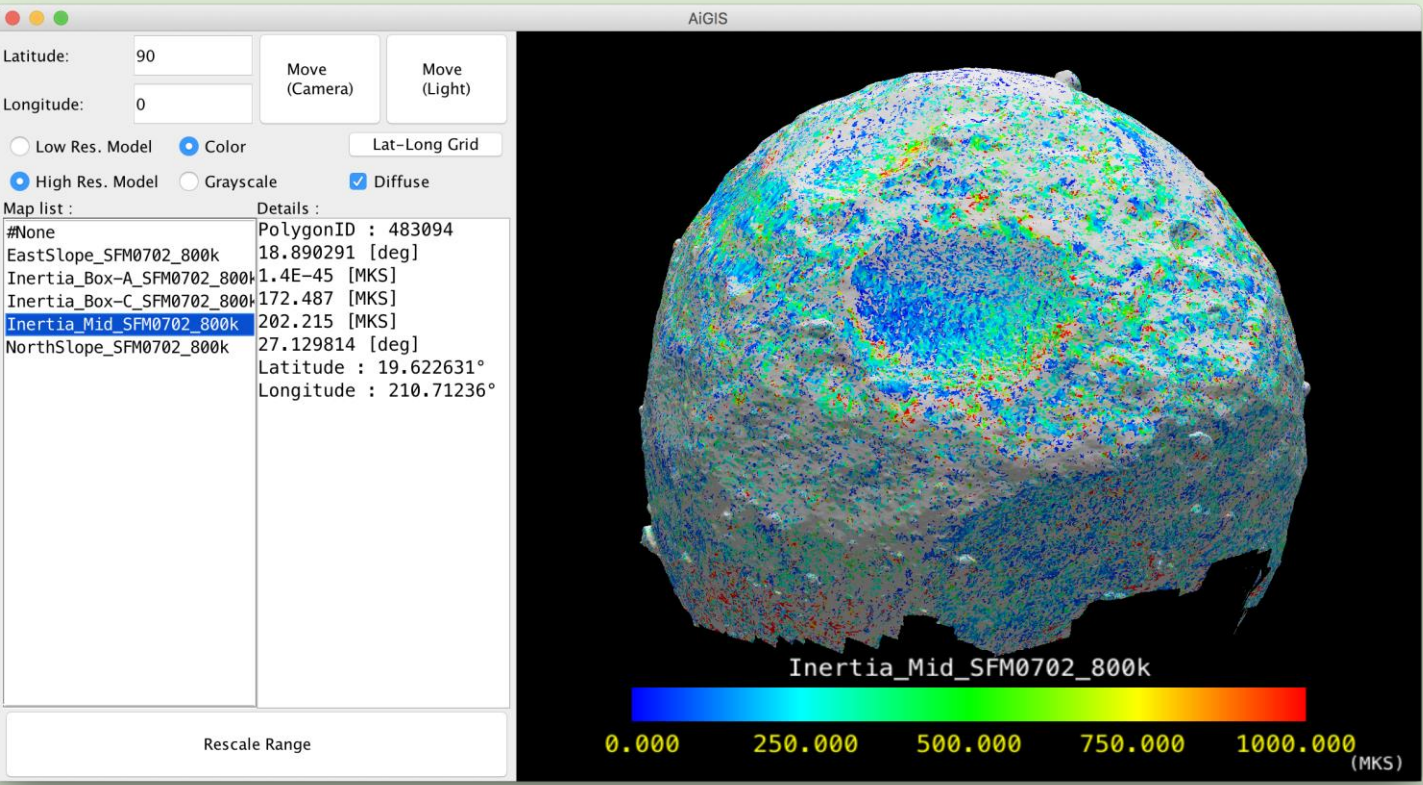 AiGIS
Latitude:
90
Move
(Camera)
Move
(Light)
Longitude:
0
Low Res. Model
Color
Lat-Long Grid
High Res. Model
Grayscale
Diffuse
Map list :
#None
EastSlope_SFM0702_800k
Inertia_Box-A_SFM0702_800k
Inertia_Box-C_SFM0702_800k
Inertia_Mid_SFM0702_800k
NorthSlope_SFM0702_800k
Details :
PolygonID : 483094
18.890291 [deg]
1.4E-45 [MKS]
172.487 [MKS]
202.215 [MKS]
27.129814 [deg]
Latitude : 19.622631°
Longitude : 210.71236°
Rescale Range
Inertia_Mid_SFM0702_800k
0.000 250.000 500.000 750.000 1000.000
(MKS)